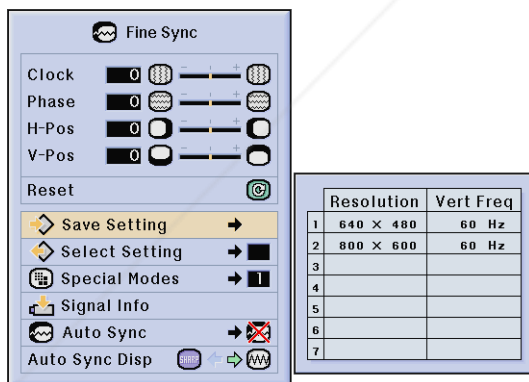 Fine Sync
Clock 0 - +
Phase 0 - +
H-Pos 0 - +
V-Pos 0 - +
Reset
Save Setting
Select Setting
Special Modes 1
Signal Info
Auto Sync
Auto Sync Disp
Resolution Vert Freq
1 640 × 480 60 Hz
2 800 × 600 60 Hz
3
4
5
6
7